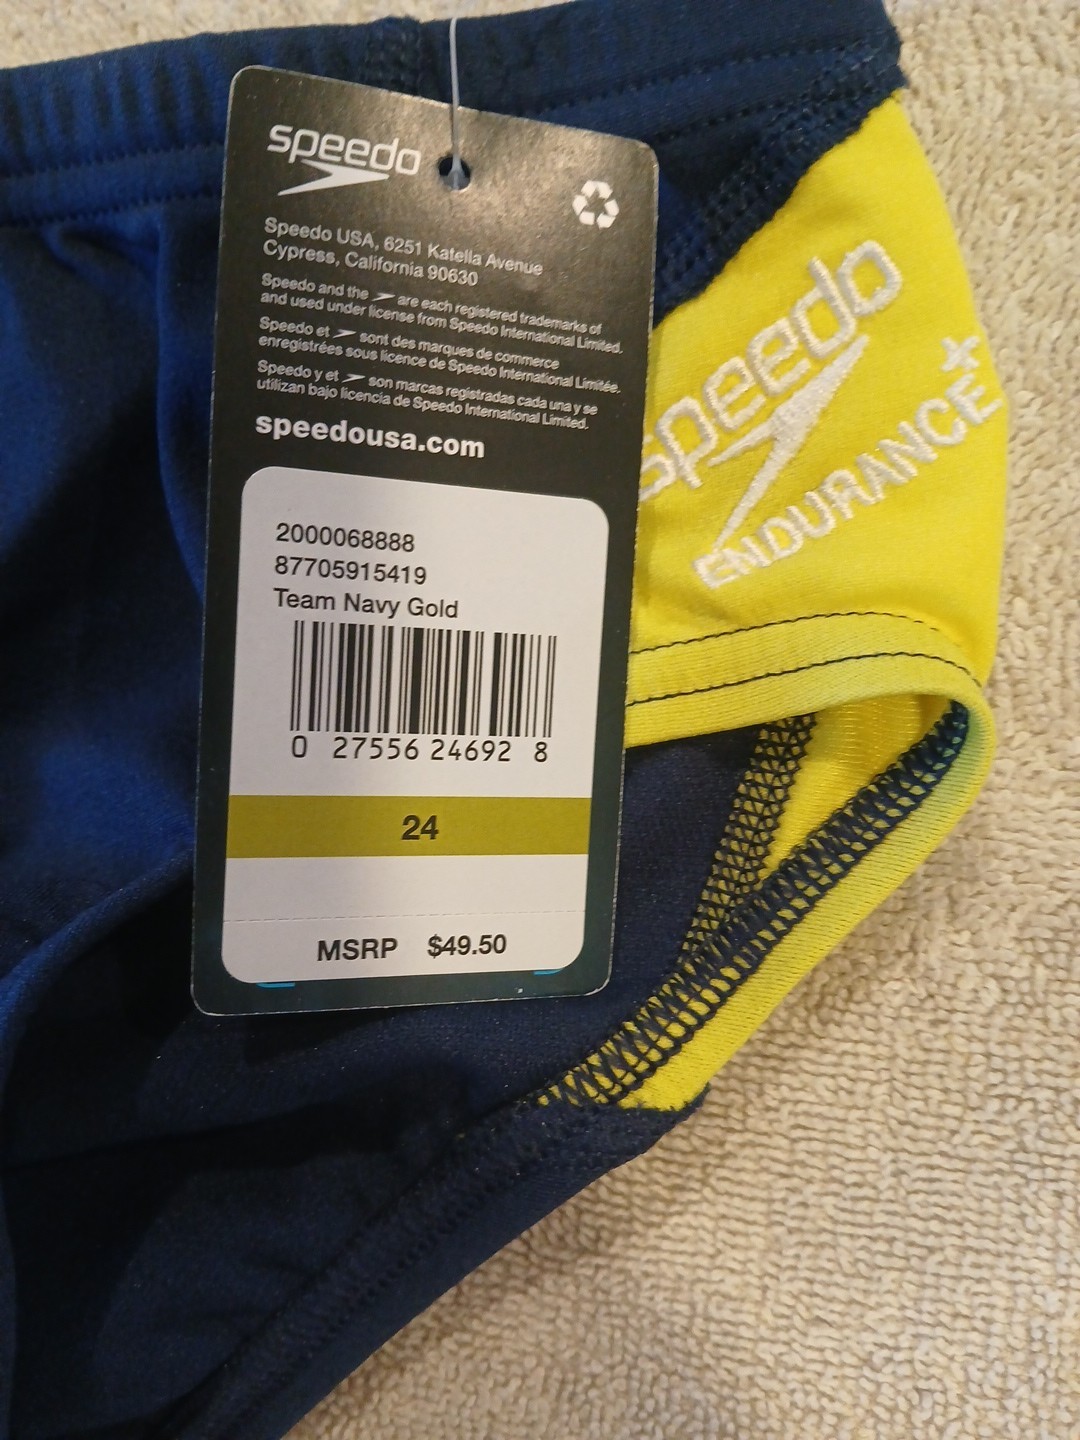 speedo
Speedo USA, 6251 Katella Avenue
Cypress, California 90630
Speedo and the are each registered trademarks of
and used under license from Speedo International Limited.
Speedo et sont des marques de commerce
enregistrées sous licence de Speedo International Limitée.
Speedo y et son marcas registradas cada una y se
utilizan bajo licencia de Speedo International Limited.
speedousa.com
2000068888
87705915419
Team Navy Gold
0 27556 24692 8
24
MSRP $49.50
speedo
ENDURANCE+